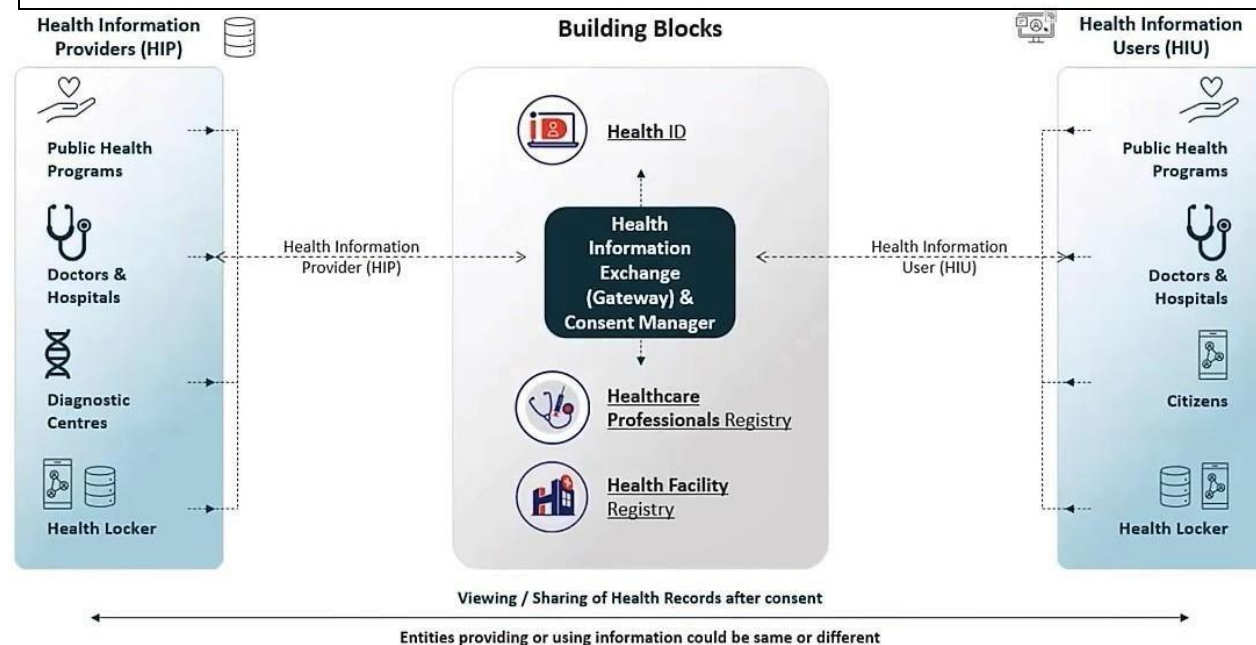 Health Information
Providers (HIP)
Public Health
Programs
Doctors &
Hospitals
Diagnostic
Centres
Health Locker
Health Information
Provider (HIP)
Building Blocks
iD
Health ID
Health
Information
Exchange
(Gateway) &
Consent Manager
Healthcare
Professionals Registry
H
Health Facility
Registry
Health Information
User (HIU)
Health Information
Users (HIU)
Public Health
Programs
Doctors &
Hospitals
Citizens
Health Locker
Viewing / Sharing of Health Records after consent
Entities providing or using information could be same or different